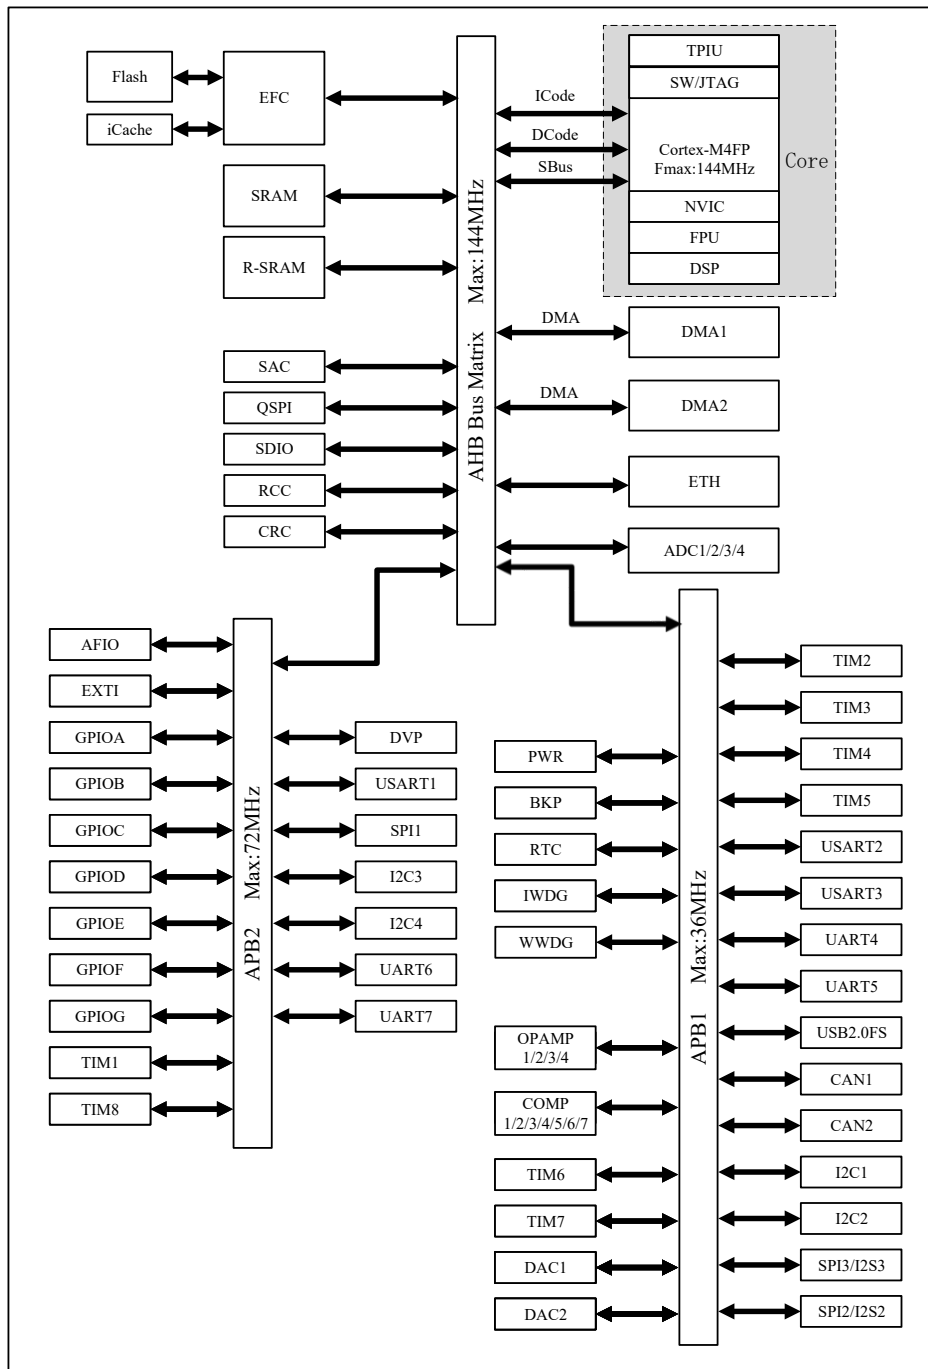 Flash
iCache
EFC
SRAM
R-SRAM
SAC
QSPI
SDIO
RCC
CRC
AHB Bus Matrix Max:144MHz
ICode
DCode
SBus
TPIU
SW/JTAG
Cortex-M4FP
Fmax:144MHz
NVIC
FPU
DSP
Core
DMA
DMA1
DMA
DMA2
ETH
ADC1/2/3/4
AFIO
EXTI
GPIOA
GPIOB
GPIOC
GPIOD
GPIOE
GPIOF
GPIOG
TIM1
TIM8
APB2 Max:72MHz
DVP
USART1
SPI1
I2C3
I2C4
UART6
UART7
PWR
BKP
RTC
IWDG
WWDG
OPAMP
1/2/3/4
COMP
1/2/3/4/5/6/7
TIM6
TIM7
DAC1
DAC2
APB1 Max:36MHz
TIM2
TIM3
TIM4
TIM5
USART2
USART3
UART4
UART5
USB2.0FS
CAN1
CAN2
I2C1
I2C2
SPI3/I2S3
SPI2/I2S2